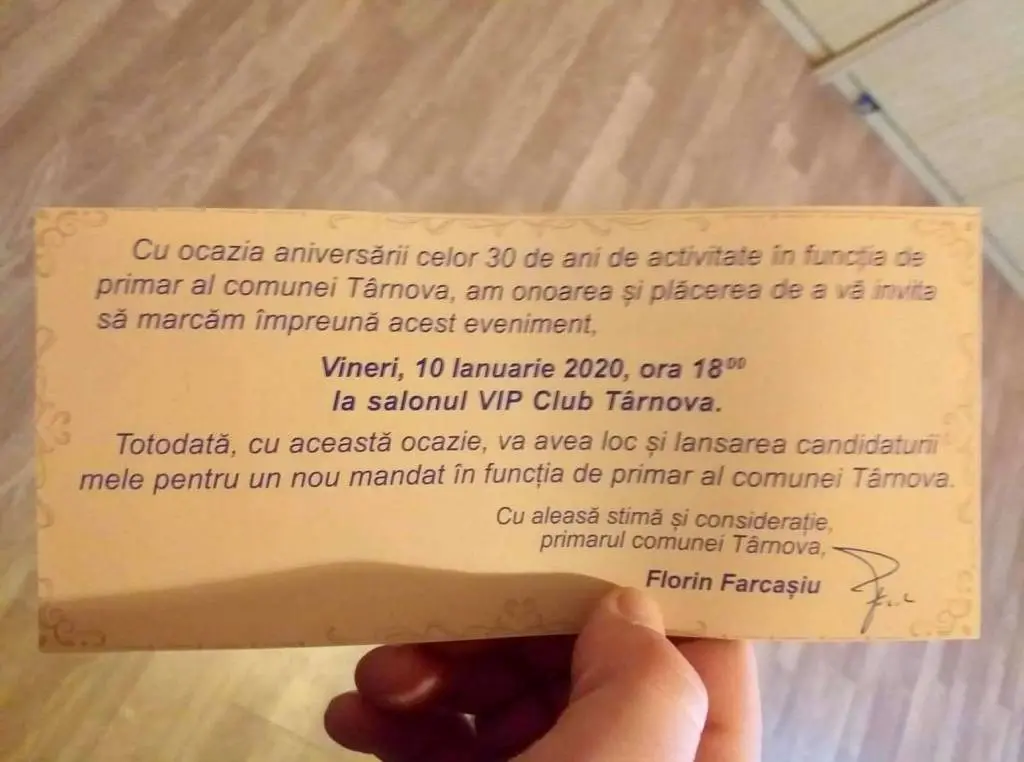 Cu ocazia aniversării celor 30 de ani de activitate în funcția de
primar al comunei Târnova, am onoarea și plăcerea de a vă invita
să marcăm împreună acest eveniment,
Vineri, 10 Ianuarie 2020, ora 18⁰⁰
la salonul VIP Club Târnova.
Totodată, cu această ocazie, va avea loc și lansarea candidaturii
mele pentru un nou mandat în funcția de primar al comunei Târnova.
Cu aleasă stimă și considerație,
primarul comunei Târnova,
Florin Farcașiu